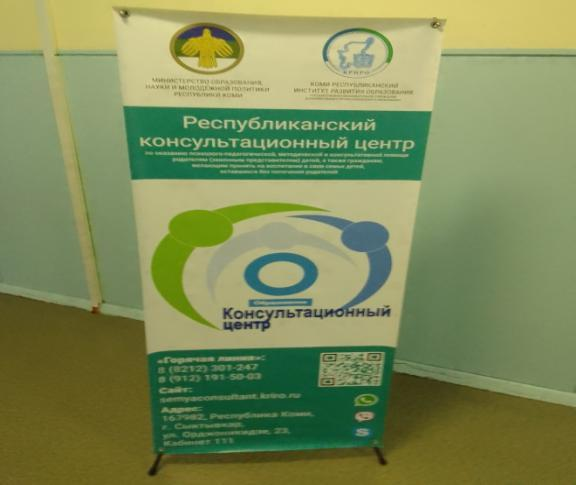 МИНИСТЕРСТВО ОБРАЗОВАНИЯ,
НАУКИ И МОЛОДЁЖНОЙ ПОЛИТИКИ
РЕСПУБЛИКИ КОМИ
КРИРО
КОМИ РЕСПУБЛИКАНСКИЙ
ИНСТИТУТ РАЗВИТИЯ ОБРАЗОВАНИЯ
Республиканский
консультационный центр
по оказанию психолого-педагогической, методической и консультативной помощи
родителям (законным представителям) детей, а также гражданам,
желающим принять на воспитание в свои семьи детей,
оставшихся без попечения родителей
Образование
Консультационный
центр
«Горячая линия»:
8 (8212) 301-247
8 (912) 191-50-03
Сайт:
semyaconsultant.kriro.ru
Адрес:
167982, Республика Коми,
г. Сыктывкар,
ул. Орджоникидзе, 23,
Кабинет 111